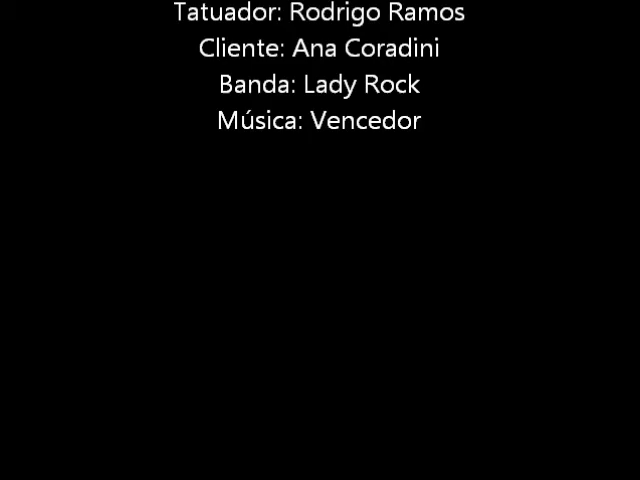 Tatuador: Rodrigo Ramos
Cliente: Ana Coradini
Banda: Lady Rock
Música: Vencedor